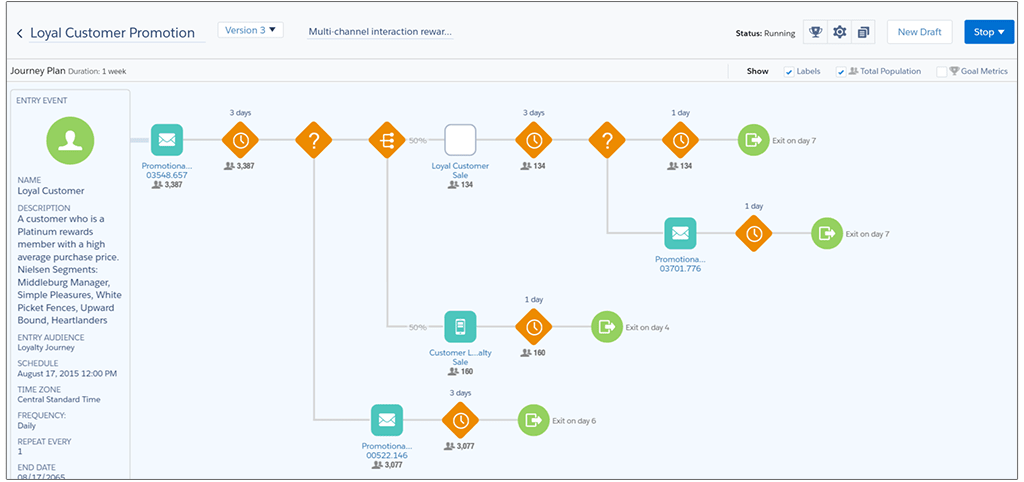 Loyal Customer Promotion
Version 3
Multi-channel interaction rewar...
Status: Running
New Draft
Stop
Journey Plan Duration: 1 week
Show
Labels
Total Population
Goal Metrics
ENTRY EVENT
NAME
Loyal Customer
DESCRIPTION
A customer who is a
Platinum rewards
member with a high
average purchase price.
Nielsen Segments:
Middleburg Manager,
Simple Pleasures, White
Picket Fences, Upward
Bound, Heartlanders
ENTRY AUDIENCE
Loyalty Journey
SCHEDULE
August 17, 2015 12:00 PM
TIME ZONE
Central Standard Time
FREQUENCY:
Daily
REPEAT EVERY
1
END DATE
08/17/2065
Promotiona...
03548.657
3,387
3 days
3,387
?
50%
Loyal Customer
Sale
134
3 days
134
?
1 day
134
Exit on day 7
Promotiona...
03701.776
1 day
Exit on day 7
50%
Customer L...alty
Sale
160
1 day
160
Exit on day 4
Promotiona...
00522.146
3,077
3 days
3,077
Exit on day 6